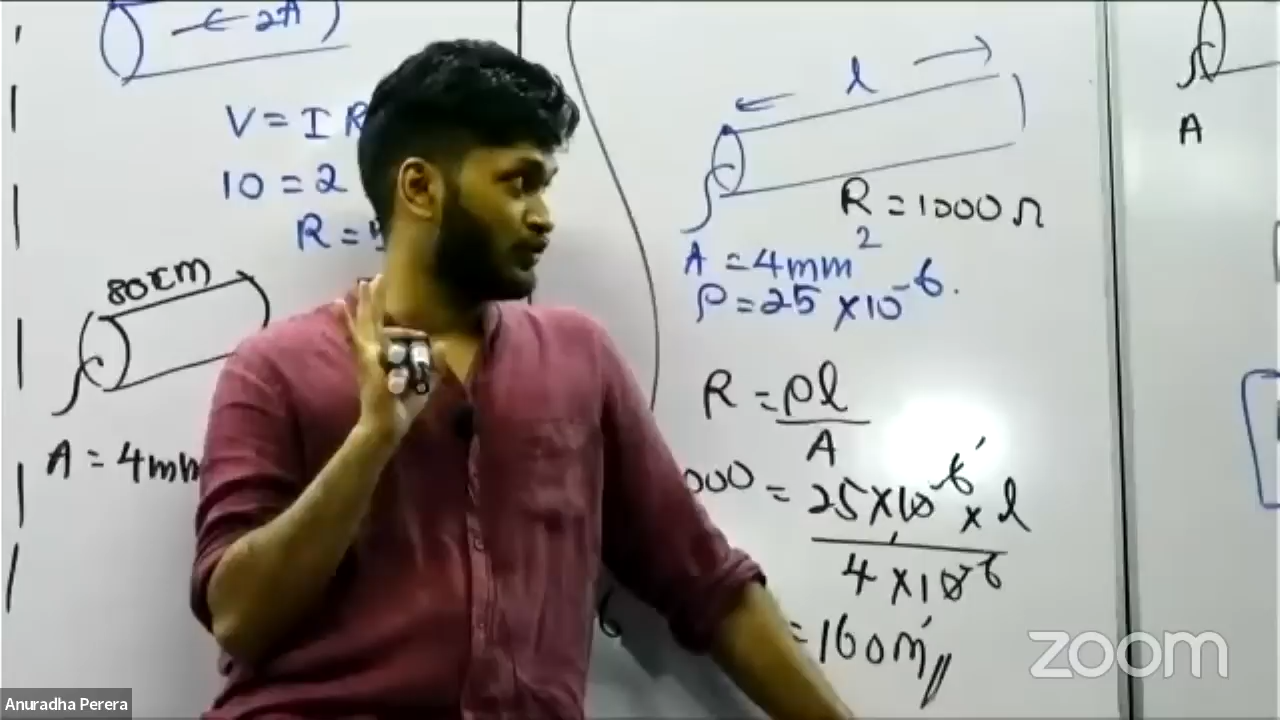 ← 2A
V = I R
10 = 2
R =
80cm
A = 4mm
← l →
R = 1000 Ω
A = 4mm²
ρ = 25 × 10⁻⁶.
R = ρl / A
000 = 25 × 10⁻⁶ × l / 4 × 10⁻⁶
= 160m //
A
zoom
Anuradha Perera